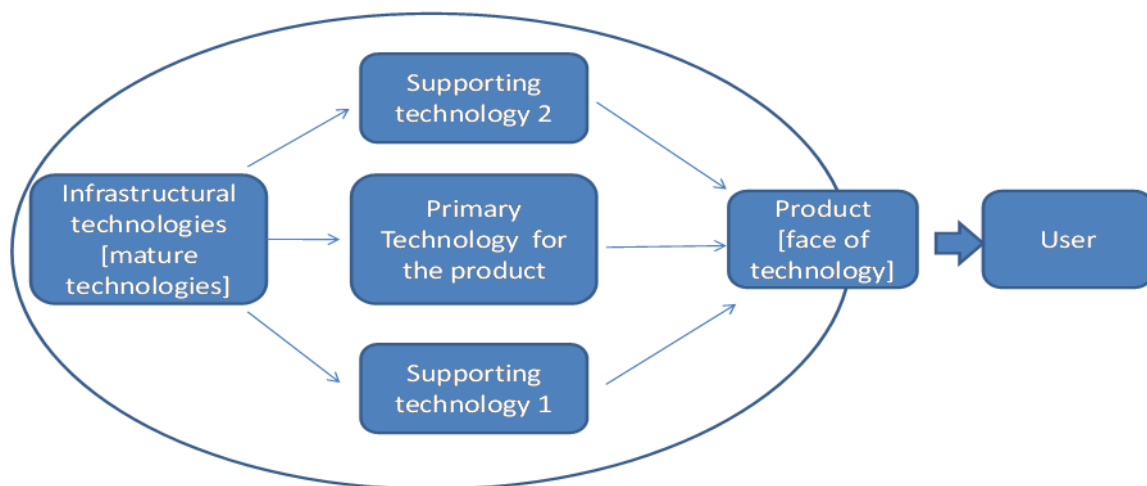 Supporting
technology 2
Infrastructural
technologies
[mature
technologies]
Primary
Technology for
the product
Product
[face of
technology]
User
Supporting
technology 1